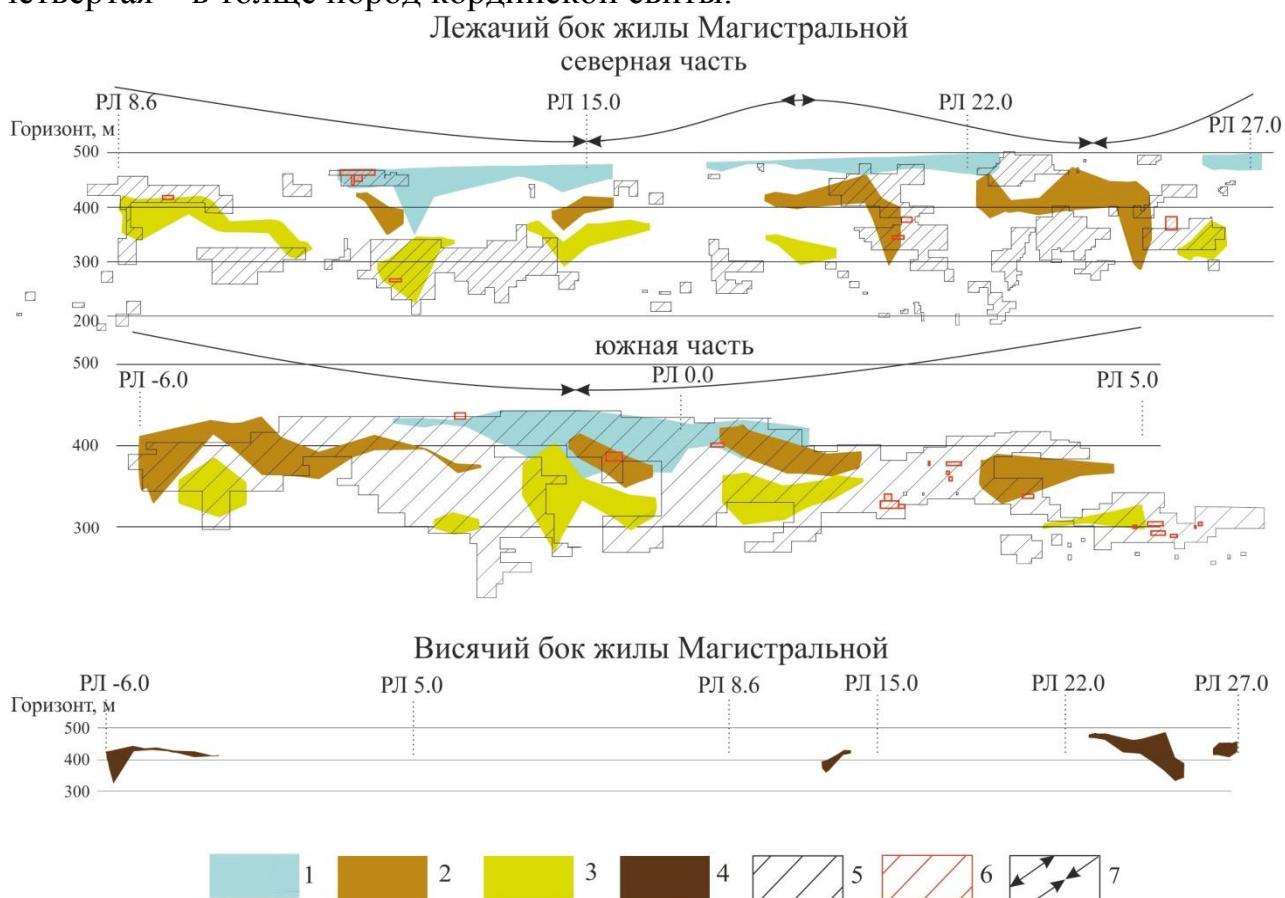 четвертая – в толще пород кординской свиты.
Лежачий бок жилы Магистральной
северная часть
РЛ 8.6 РЛ 15.0 РЛ 22.0 РЛ 27.0
Горизонт, м
500
400
300
200
южная часть
500
РЛ -6.0 РЛ 0.0 РЛ 5.0
400
300
Висячий бок жилы Магистральной
РЛ -6.0 РЛ 5.0 РЛ 8.6 РЛ 15.0 РЛ 22.0 РЛ 27.0
Горизонт, м
500
400
300
1 2 3 4 5 6 7